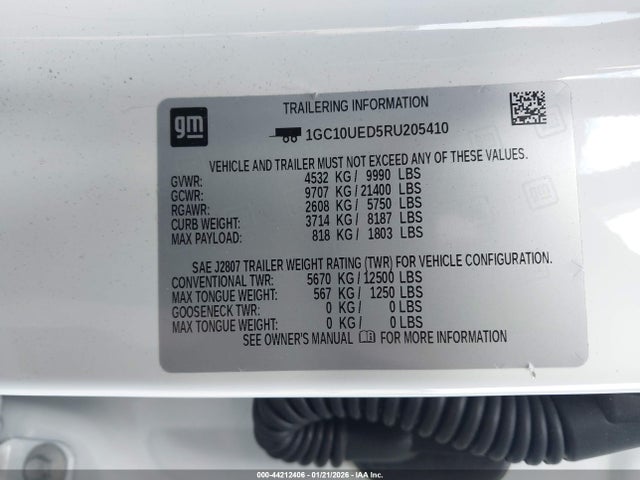 gm
TRAILERING INFORMATION
1GC10UED5RU205410
VEHICLE AND TRAILER MUST NOT EXCEED ANY OF THESE VALUES.
GVWR: 4532 KG / 9990 LBS
GCWR: 9707 KG / 21400 LBS
RGAWR: 2608 KG / 5750 LBS
CURB WEIGHT: 3714 KG / 8187 LBS
MAX PAYLOAD: 818 KG / 1803 LBS
SAE J2807 TRAILER WEIGHT RATING (TWR) FOR VEHICLE CONFIGURATION.
CONVENTIONAL TWR: 5670 KG / 12500 LBS
MAX TONGUE WEIGHT: 567 KG / 1250 LBS
GOOSENECK TWR: 0 KG / 0 LBS
MAX TONGUE WEIGHT: 0 KG / 0 LBS
SEE OWNER'S MANUAL FOR MORE INFORMATION
000-44212406 - 01/21/2026 - Copyright © 2026, IAA Corp.